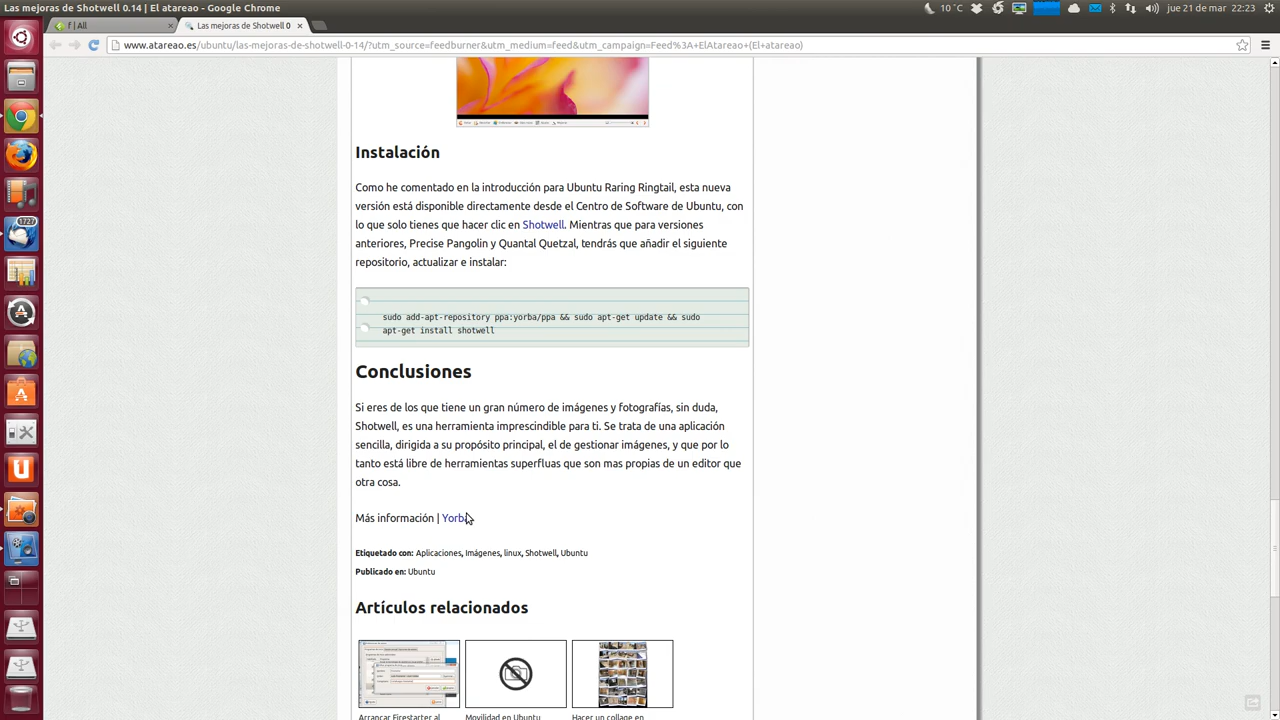 Las mejoras de Shotwell 0.14 | El atareao - Google Chrome
10 °C
jue 21 de mar
22:23
f | All
Las mejoras de Shotwell 0
www.atareao.es/ubuntu/las-mejoras-de-shotwell-0-14/?utm_source=feedburner&utm_medium=feed&utm_campaign=Feed%3A+ElAtareao+(El+atareao)
1727
Instalación
Como he comentado en la introducción para Ubuntu Raring Ringtail, esta nueva
versión está disponible directamente desde el Centro de Software de Ubuntu, con
lo que solo tienes que hacer clic en Shotwell. Mientras que para versiones
anteriores, Precise Pangolin y Quantal Quetzal, tendrás que añadir el siguiente
repositorio, actualizar e instalar:
sudo add-apt-repository ppa:yorba/ppa && sudo apt-get update && sudo
apt-get install shotwell
Conclusiones
Si eres de los que tiene un gran número de imágenes y fotografías, sin duda,
Shotwell, es una herramienta imprescindible para ti. Se trata de una aplicación
sencilla, dirigida a su propósito principal, el de gestionar imágenes, y que por lo
tanto está libre de herramientas superfluas que son mas propias de un editor que
otra cosa.
Más información | Yorba
Etiquetado con: Aplicaciones, Imágenes, linux, Shotwell, Ubuntu
Publicado en: Ubuntu
Artículos relacionados
Arrancar Firestarter al
Movilidad en Ubuntu
Hacer un collage en